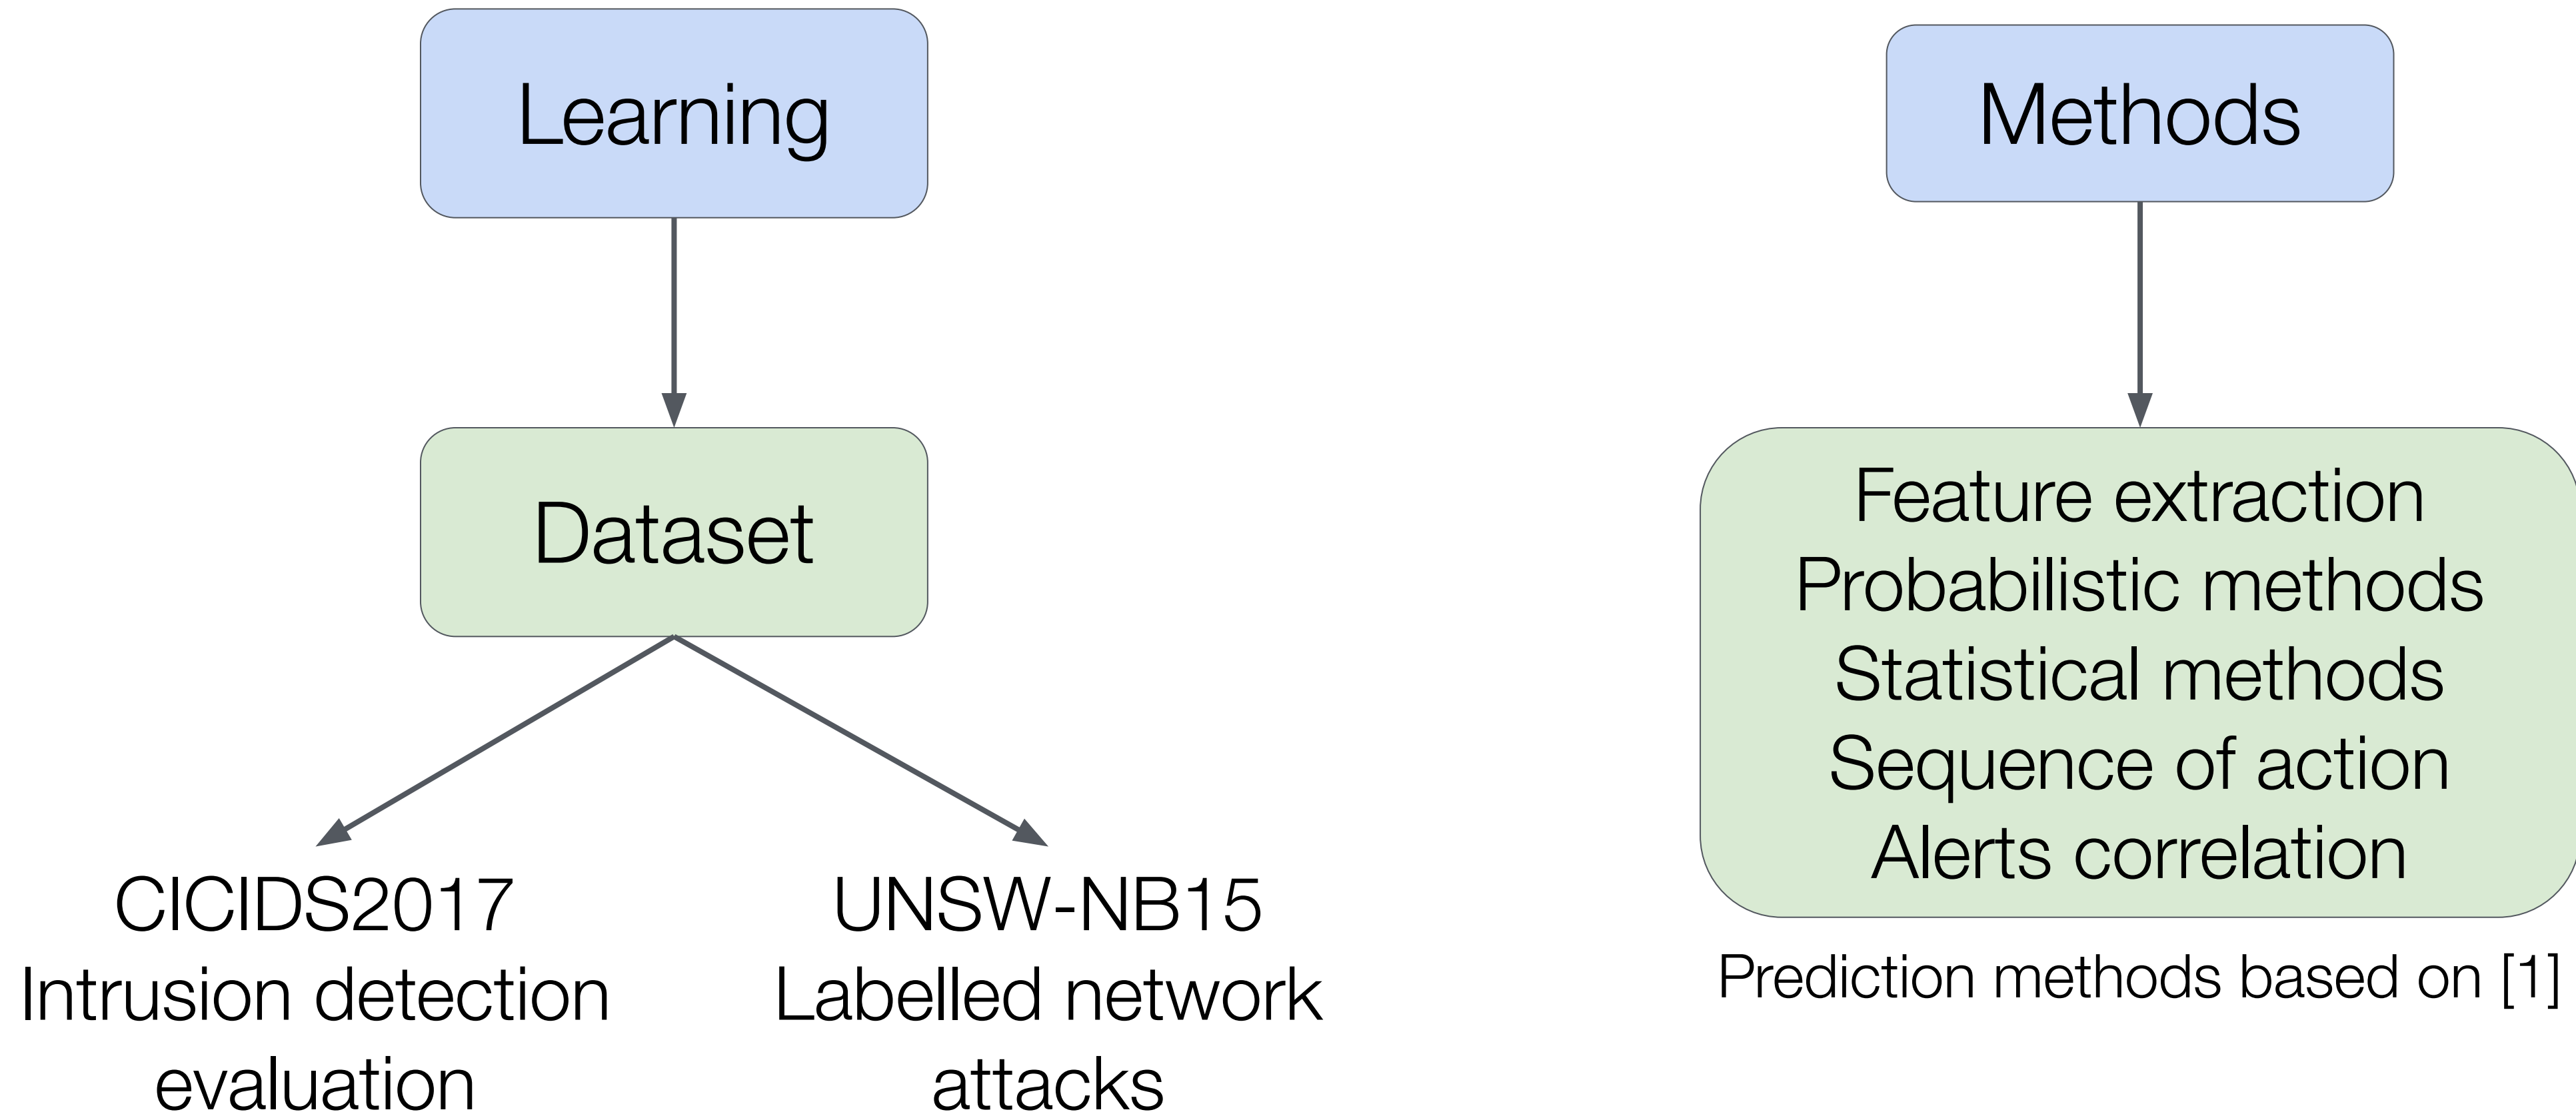 Learning
Dataset
CICIDS2017
Intrusion detection
evaluation
UNSW-NB15
Labelled network
attacks
Methods
Feature extraction
Probabilistic methods
Statistical methods
Sequence of action
Alerts correlation
Prediction methods based on [1]